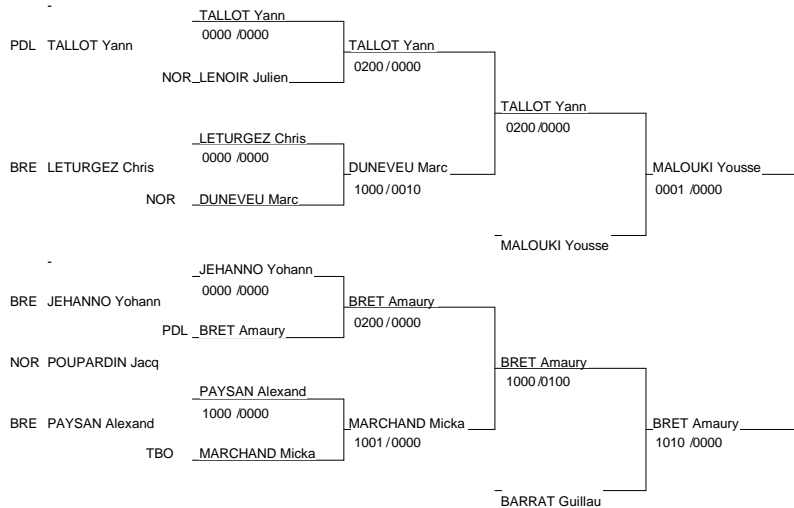 -
TALLOT Yann
0000 /0000
PDL TALLOT Yann
TALLOT Yann
0200 / 0000
NOR LENOIR Julien
TALLOT Yann
0200 /0000
LETURGEZ Chris
0000 /0000
BRE LETURGEZ Chris
DUNEVEU Marc
1000 / 0010
MALOUKI Yousse
0001 /0000
NOR DUNEVEU Marc
MALOUKI Yousse
-
JEHANNO Yohann
0000 /0000
BRE JEHANNO Yohann
BRET Amaury
0200 / 0000
PDL BRET Amaury
NOR POUPARDIN Jacq
BRET Amaury
1000 /0100
PAYSAN Alexand
1000 /0000
BRE PAYSAN Alexand
MARCHAND Micka
1001 / 0000
BRET Amaury
1010 /0000
TBO MARCHAND Micka
BARRAT Guillau